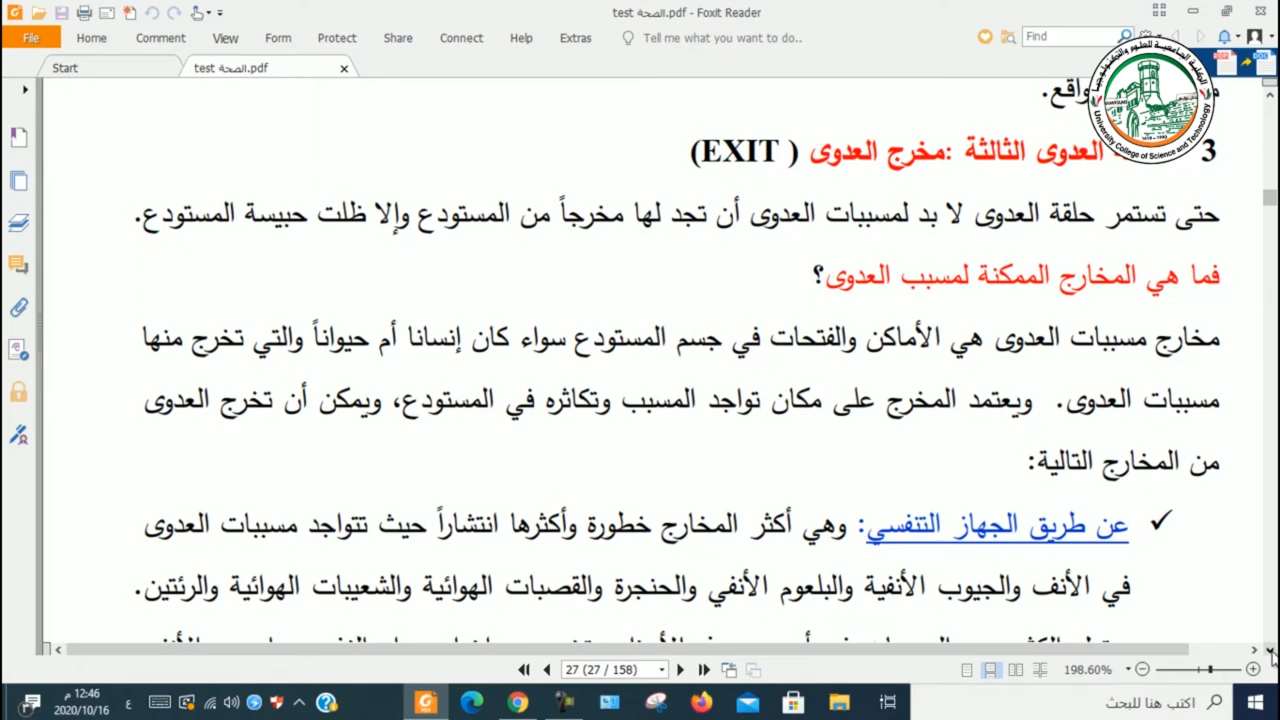 test الصحة.pdf - Foxit Reader
File Home Comment View Form Protect Share Connect Help Extras Tell me what you want to do.. Find
Start test الصحة.pdf
واقع.
3 العدوى الثالثة :مخرج العدوى ( EXIT)
حتى تستمر حلقة العدوى لا بد لمسببات العدوى أن تجد لها مخرجاً من المستودع وإلا ظلت حبيسة المستودع.
فما هي المخارج الممكنة لمسبب العدوى؟
مخارج مسببات العدوى هي الأماكن والفتحات في جسم المستودع سواء كان إنسانا أم حيواناً والتي تخرج منها
مسببات العدوى. ويعتمد المخرج على مكان تواجد المسبب وتكاثره في المستودع، ويمكن أن تخرج العدوى
من المخارج التالية:
✓ عن طريق الجهاز التنفسي: وهي أكثر المخارج خطورة وأكثرها انتشاراً حيث تتواجد مسببات العدوى
في الأنف والجيوب الأنفية والبلعوم الأنفي والحنجرة والقصبات الهوائية والشعيبات الهوائية والرئتين.
الكلية الجامعية للعلوم والتكنولوجيا
University College of Science and Technology
27 (27 / 158)
198.60%
12:46 م
2020/10/16
ع
اكتب هنا للبحث